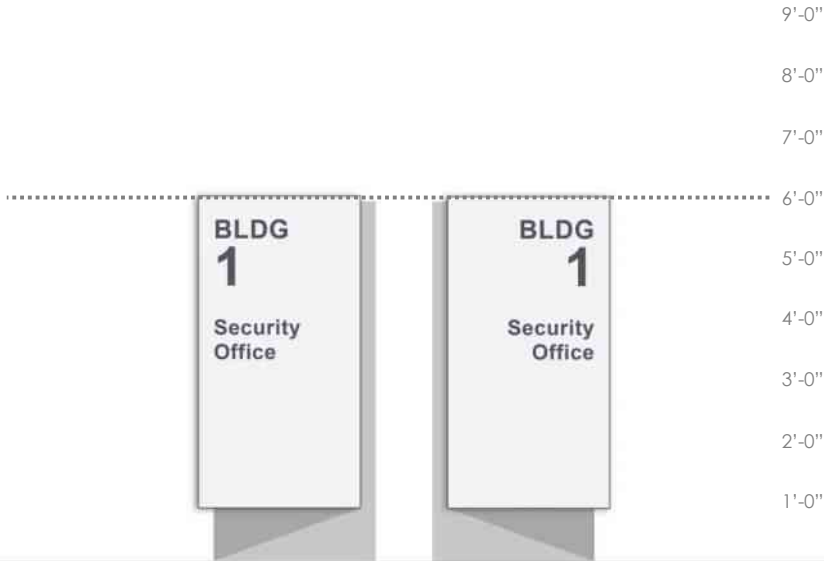 9’-0”
8’-0”
7’-0”
6’-0”
BLDG
1
Security
Office
BLDG
1
Security
Office
5’-0”
4’-0”
3’-0”
2’-0”
1’-0”